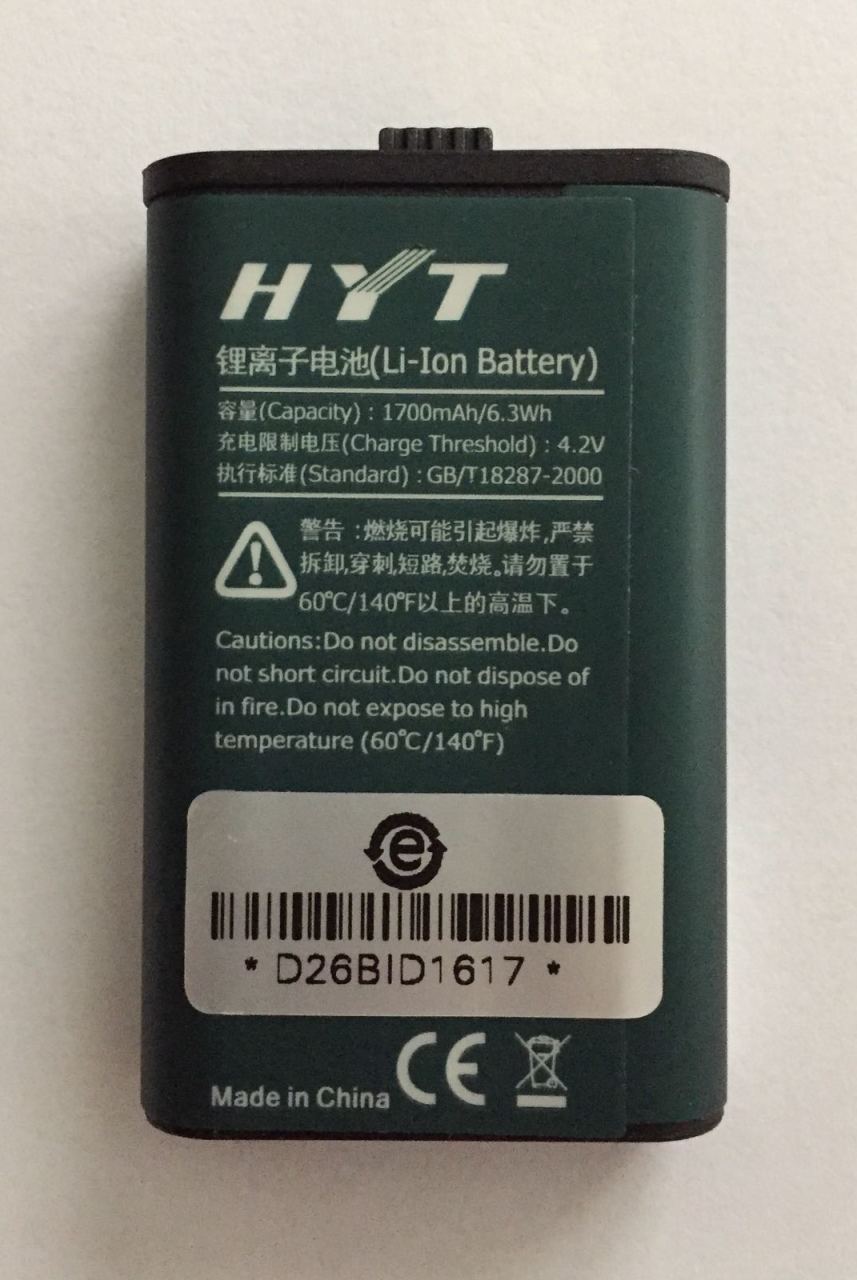 HYT
锂离子电池(Li-Ion Battery)
容量(Capacity) : 1700mAh/6.3Wh
充电限制电压(Charge Threshold) : 4.2V
执行标准(Standard) : GB/T18287-2000
警告 :燃烧可能引起爆炸,严禁
拆卸,穿刺,短路,焚烧。请勿置于
60℃/140℉以上的高温下。
Cautions:Do not disassemble.Do
not short circuit.Do not dispose of
in fire.Do not expose to high
temperature (60℃/140℉)
e
* D26BID1617 *
Made in China CE